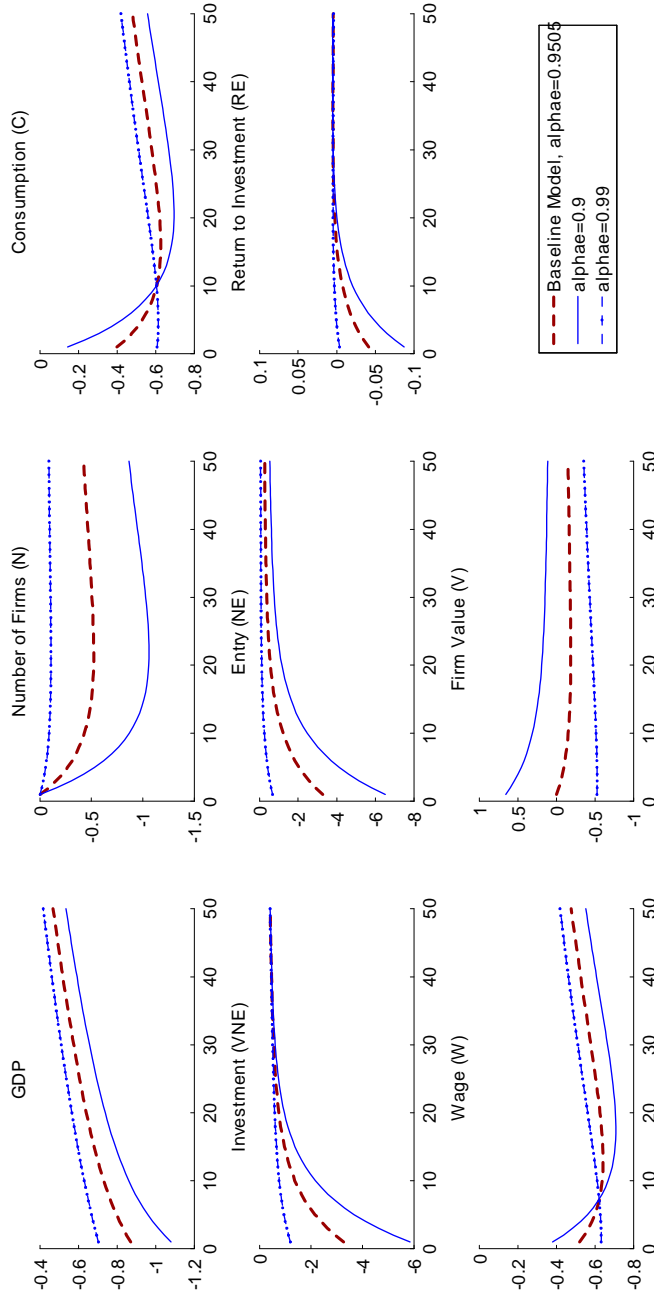 GDP
-0.4
-0.6
-0.8
-1
-1.2
0 10 20 30 40 50
Number of Firms (N)
0
-0.5
-1
-1.5
0 10 20 30 40 50
Consumption (C)
0
-0.2
-0.4
-0.6
-0.8
0 10 20 30 40 50
Investment (VNE)
0
-2
-4
-6
0 10 20 30 40 50
Entry (NE)
0
-2
-4
-6
-8
0 10 20 30 40 50
Return to Investment (RE)
0.1
0.05
0
-0.05
-0.1
0 10 20 30 40 50
Wage (W)
0
-0.2
-0.4
-0.6
-0.8
0 10 20 30 40 50
Firm Value (V)
1
0.5
0
-0.5
-1
0 10 20 30 40 50
Baseline Model, alphae=0.9505
alphae=0.9
alphae=0.99